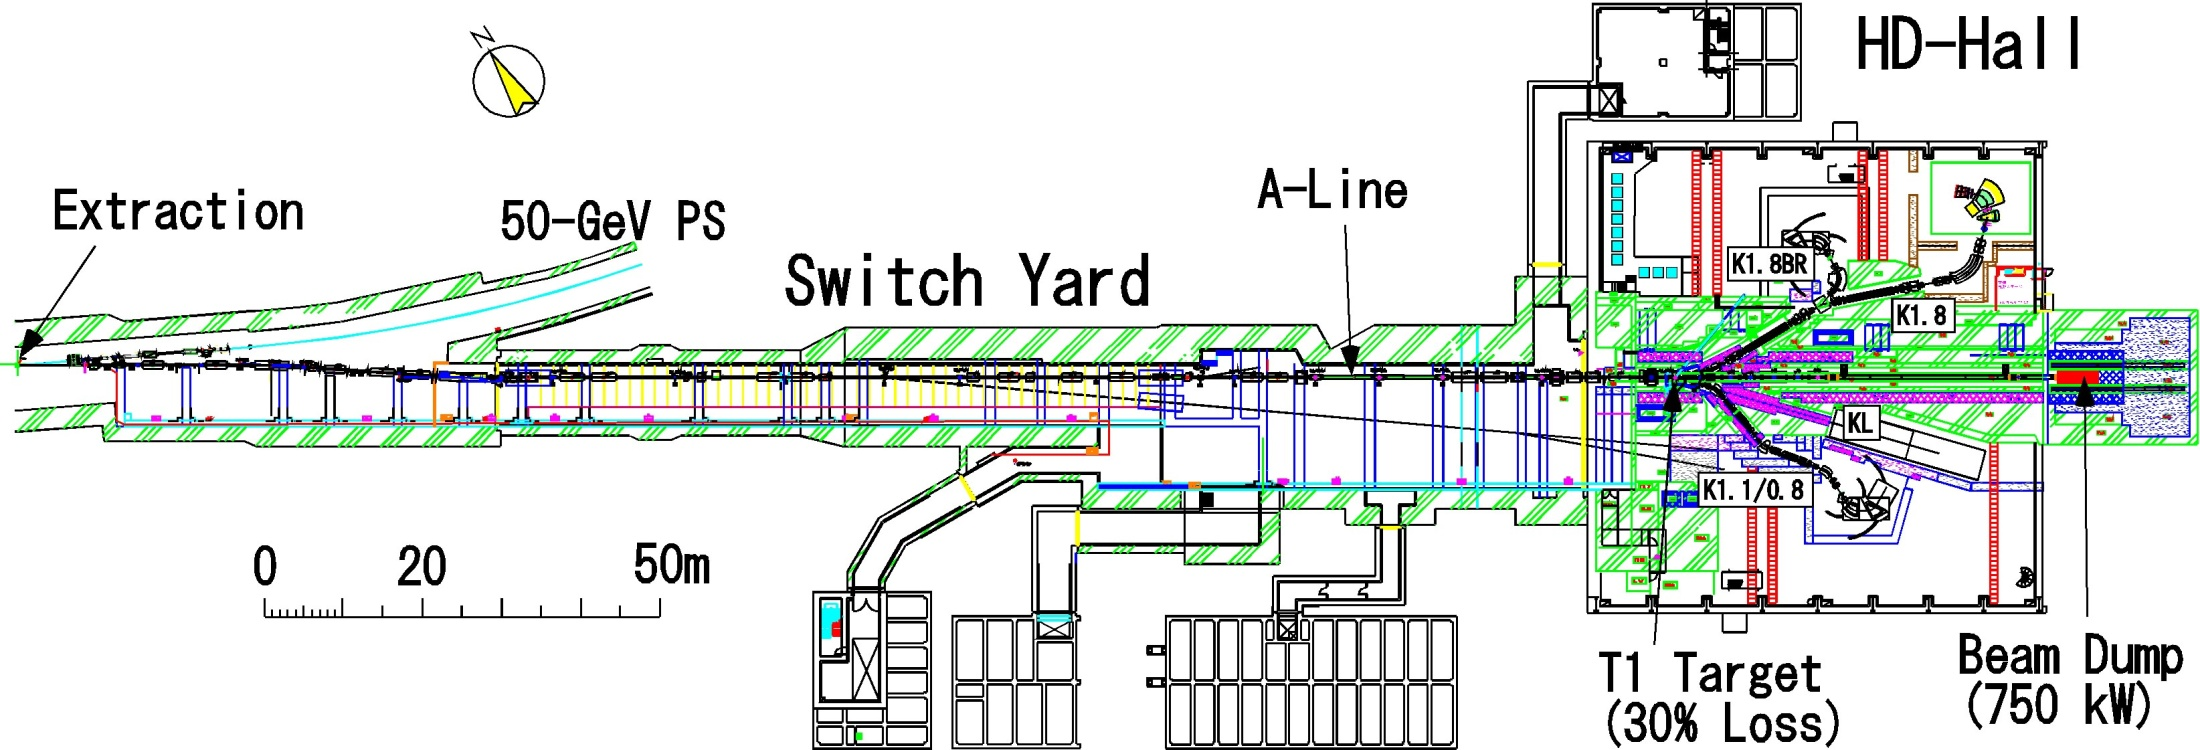 N
HD-Hall
Extraction
50-GeV PS
A-Line
Switch Yard
K1.8BR
K1.8
KL
K1.1/0.8
0 20 50m
T1 Target
(30% Loss)
Beam Dump
(750 kW)